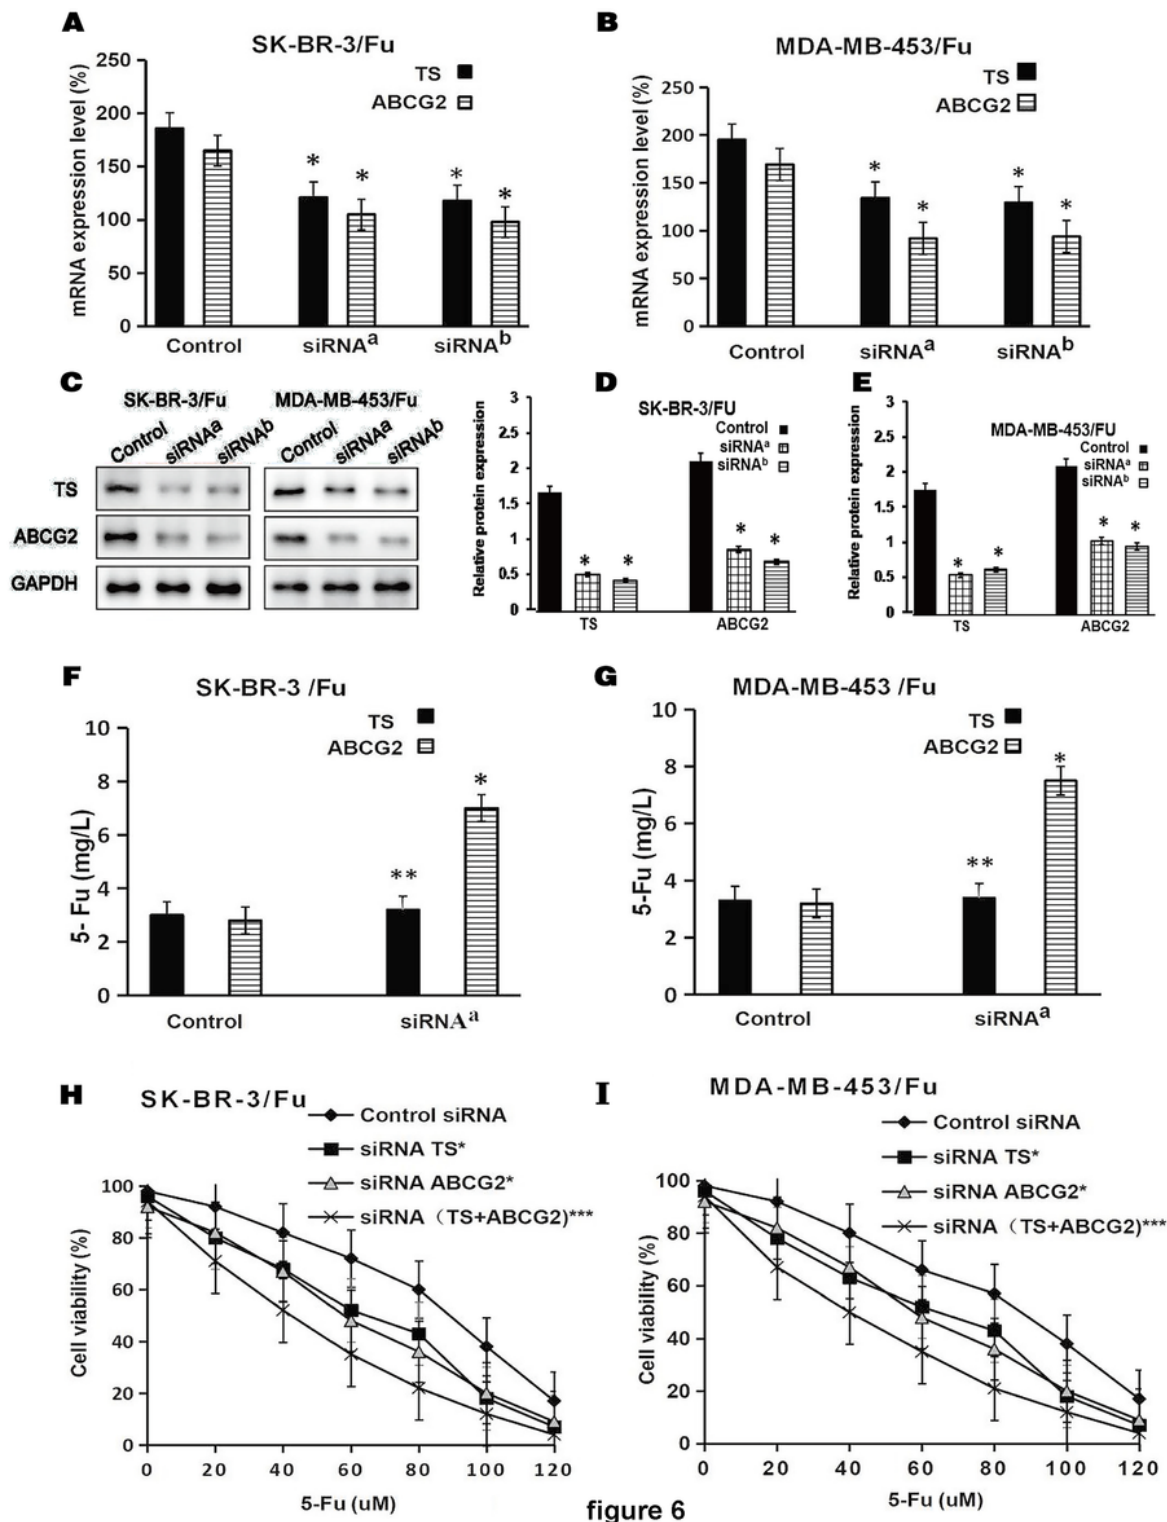 A
SK-BR-3/Fu
TS
ABCG2
mRNA expression level (%)
250
200
150
100
50
0
* * * *
Control siRNAᵃ siRNAᵇ
B
MDA-MB-453/Fu
TS
ABCG2
mRNA expression level (%)
250
200
150
100
50
0
* * * *
Control siRNAᵃ siRNAᵇ
C
SK-BR-3/Fu MDA-MB-453/Fu
Control siRNAᵃ siRNAᵇ Control siRNAᵃ siRNAᵇ
TS
ABCG2
GAPDH
D
SK-BR-3/FU
Control
siRNAᵃ
siRNAᵇ
Relative protein expression
3
2.5
2
1.5
1
0.5
0
* * * *
TS ABCG2
E
MDA-MB-453/FU
Control
siRNAᵃ
siRNAᵇ
Relative protein expression
3
2.5
2
1.5
1
0.5
0
* * * *
TS ABCG2
F
SK-BR-3 /Fu
TS
ABCG2
5- Fu (mg/L)
10
8
6
4
2
0
** *
Control siRNAᵃ
G
MDA-MB-453 /Fu
TS
ABCG2
5-Fu (mg/L)
10
8
6
4
2
0
** *
Control siRNAᵃ
H
SK-BR-3/Fu
Control siRNA
siRNA TS*
siRNA ABCG2*
siRNA （TS+ABCG2)***
Cell viability (%)
100
80
60
40
20
0
0 20 40 60 80 100 120
5-Fu (uM)
I
MDA-MB-453/Fu
Control siRNA
siRNA TS*
siRNA ABCG2*
siRNA （TS+ABCG2)***
Cell viability (%)
100
80
60
40
20
0
0 20 40 60 80 100 120
5-Fu (uM)
figure 6